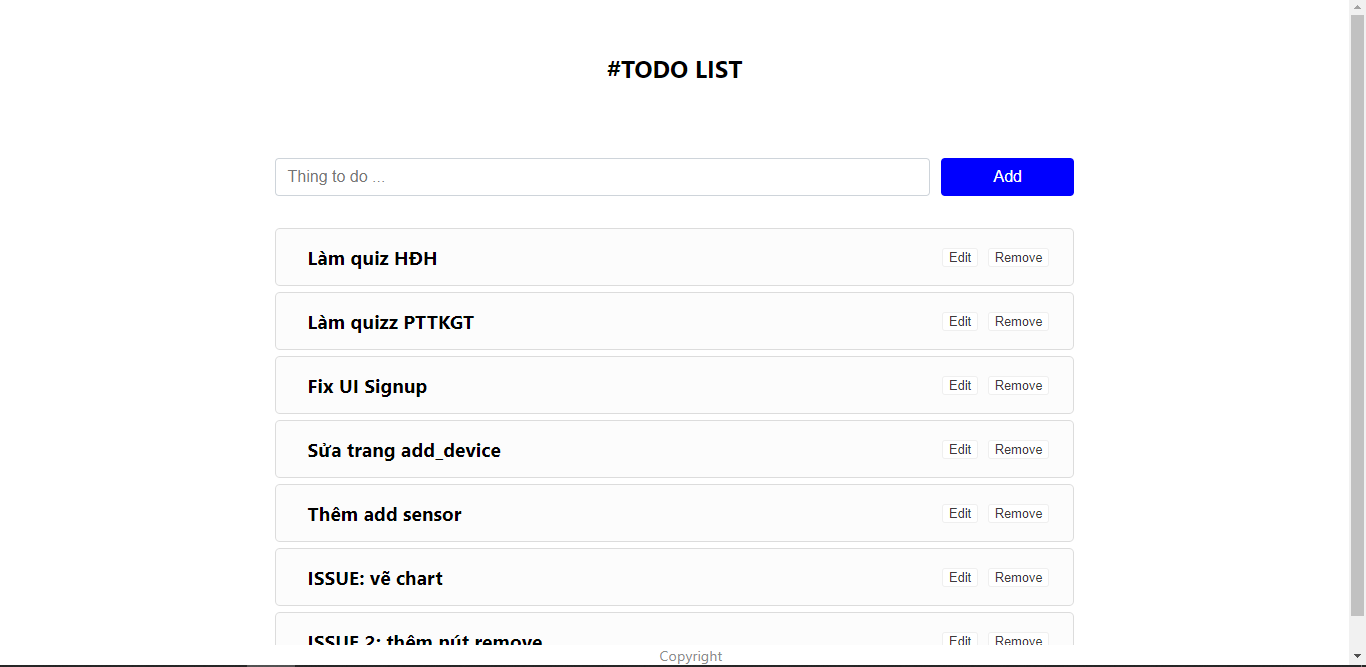 #TODO LIST
Thing to do ...
Add
Làm quiz HĐH
Edit
Remove
Làm quizz PTTKGT
Edit
Remove
Fix UI Signup
Edit
Remove
Sửa trang add_device
Edit
Remove
Thêm add sensor
Edit
Remove
ISSUE: vẽ chart
Edit
Remove
ISSUE 2: thêm nút remove
Edit
Remove
Copyright